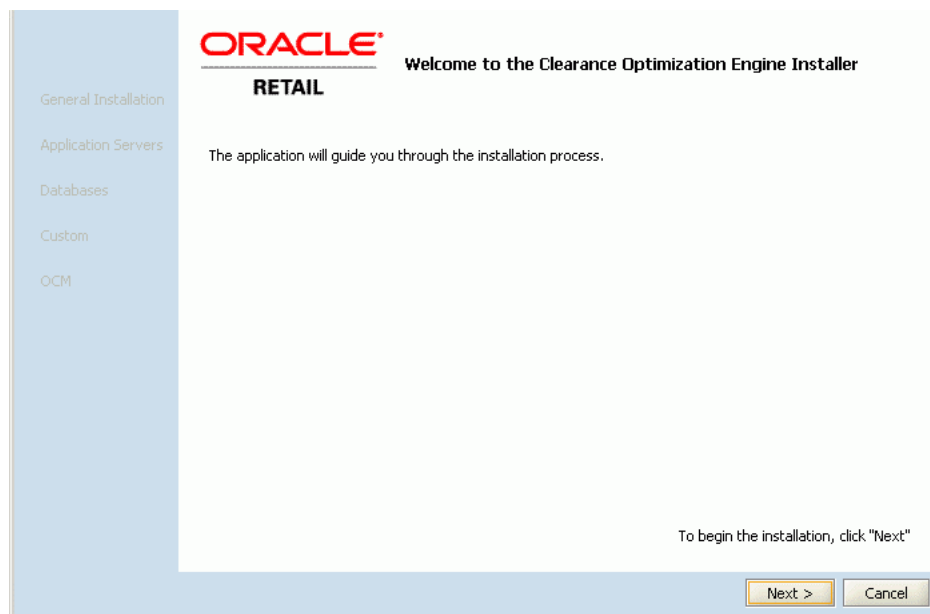 ORACLE
RETAIL
Welcome to the Clearance Optimization Engine Installer
General Installation
Application Servers
Databases
Custom
OCM
The application will guide you through the installation process.
To begin the installation, click "Next"
Next >
Cancel